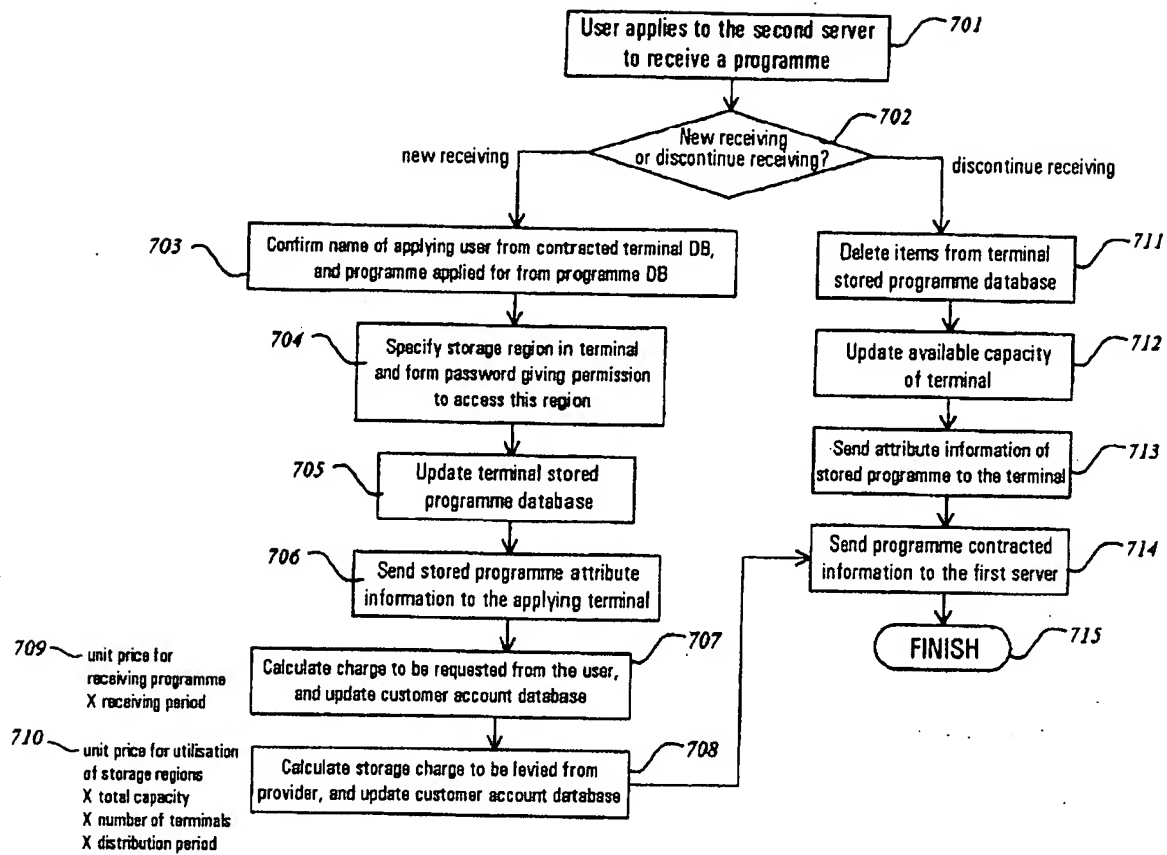 User applies to the second server
to receive a programme
701
New receiving
or discontinue receiving?
702
new receiving
discontinue receiving
703
Confirm name of applying user from contracted terminal DB,
and programme applied for from programme DB
Delete items from terminal
stored programme database
711
704
Specify storage region in terminal
and form password giving permission
to access this region
Update available capacity
of terminal
712
705
Update terminal stored
programme database
Send attribute information of
stored programme to the terminal
713
706
Send stored programme attribute
information to the applying terminal
Send programme contracted
information to the first server
714
FINISH
715
709
unit price for
receiving programme
X receiving period
Calculate charge to be requested from the user,
and update customer account database
707
710
unit price for utilisation
of storage regions
X total capacity
X number of terminals
X distribution period
Calculate storage charge to be levied from
provider, and update customer account database
708